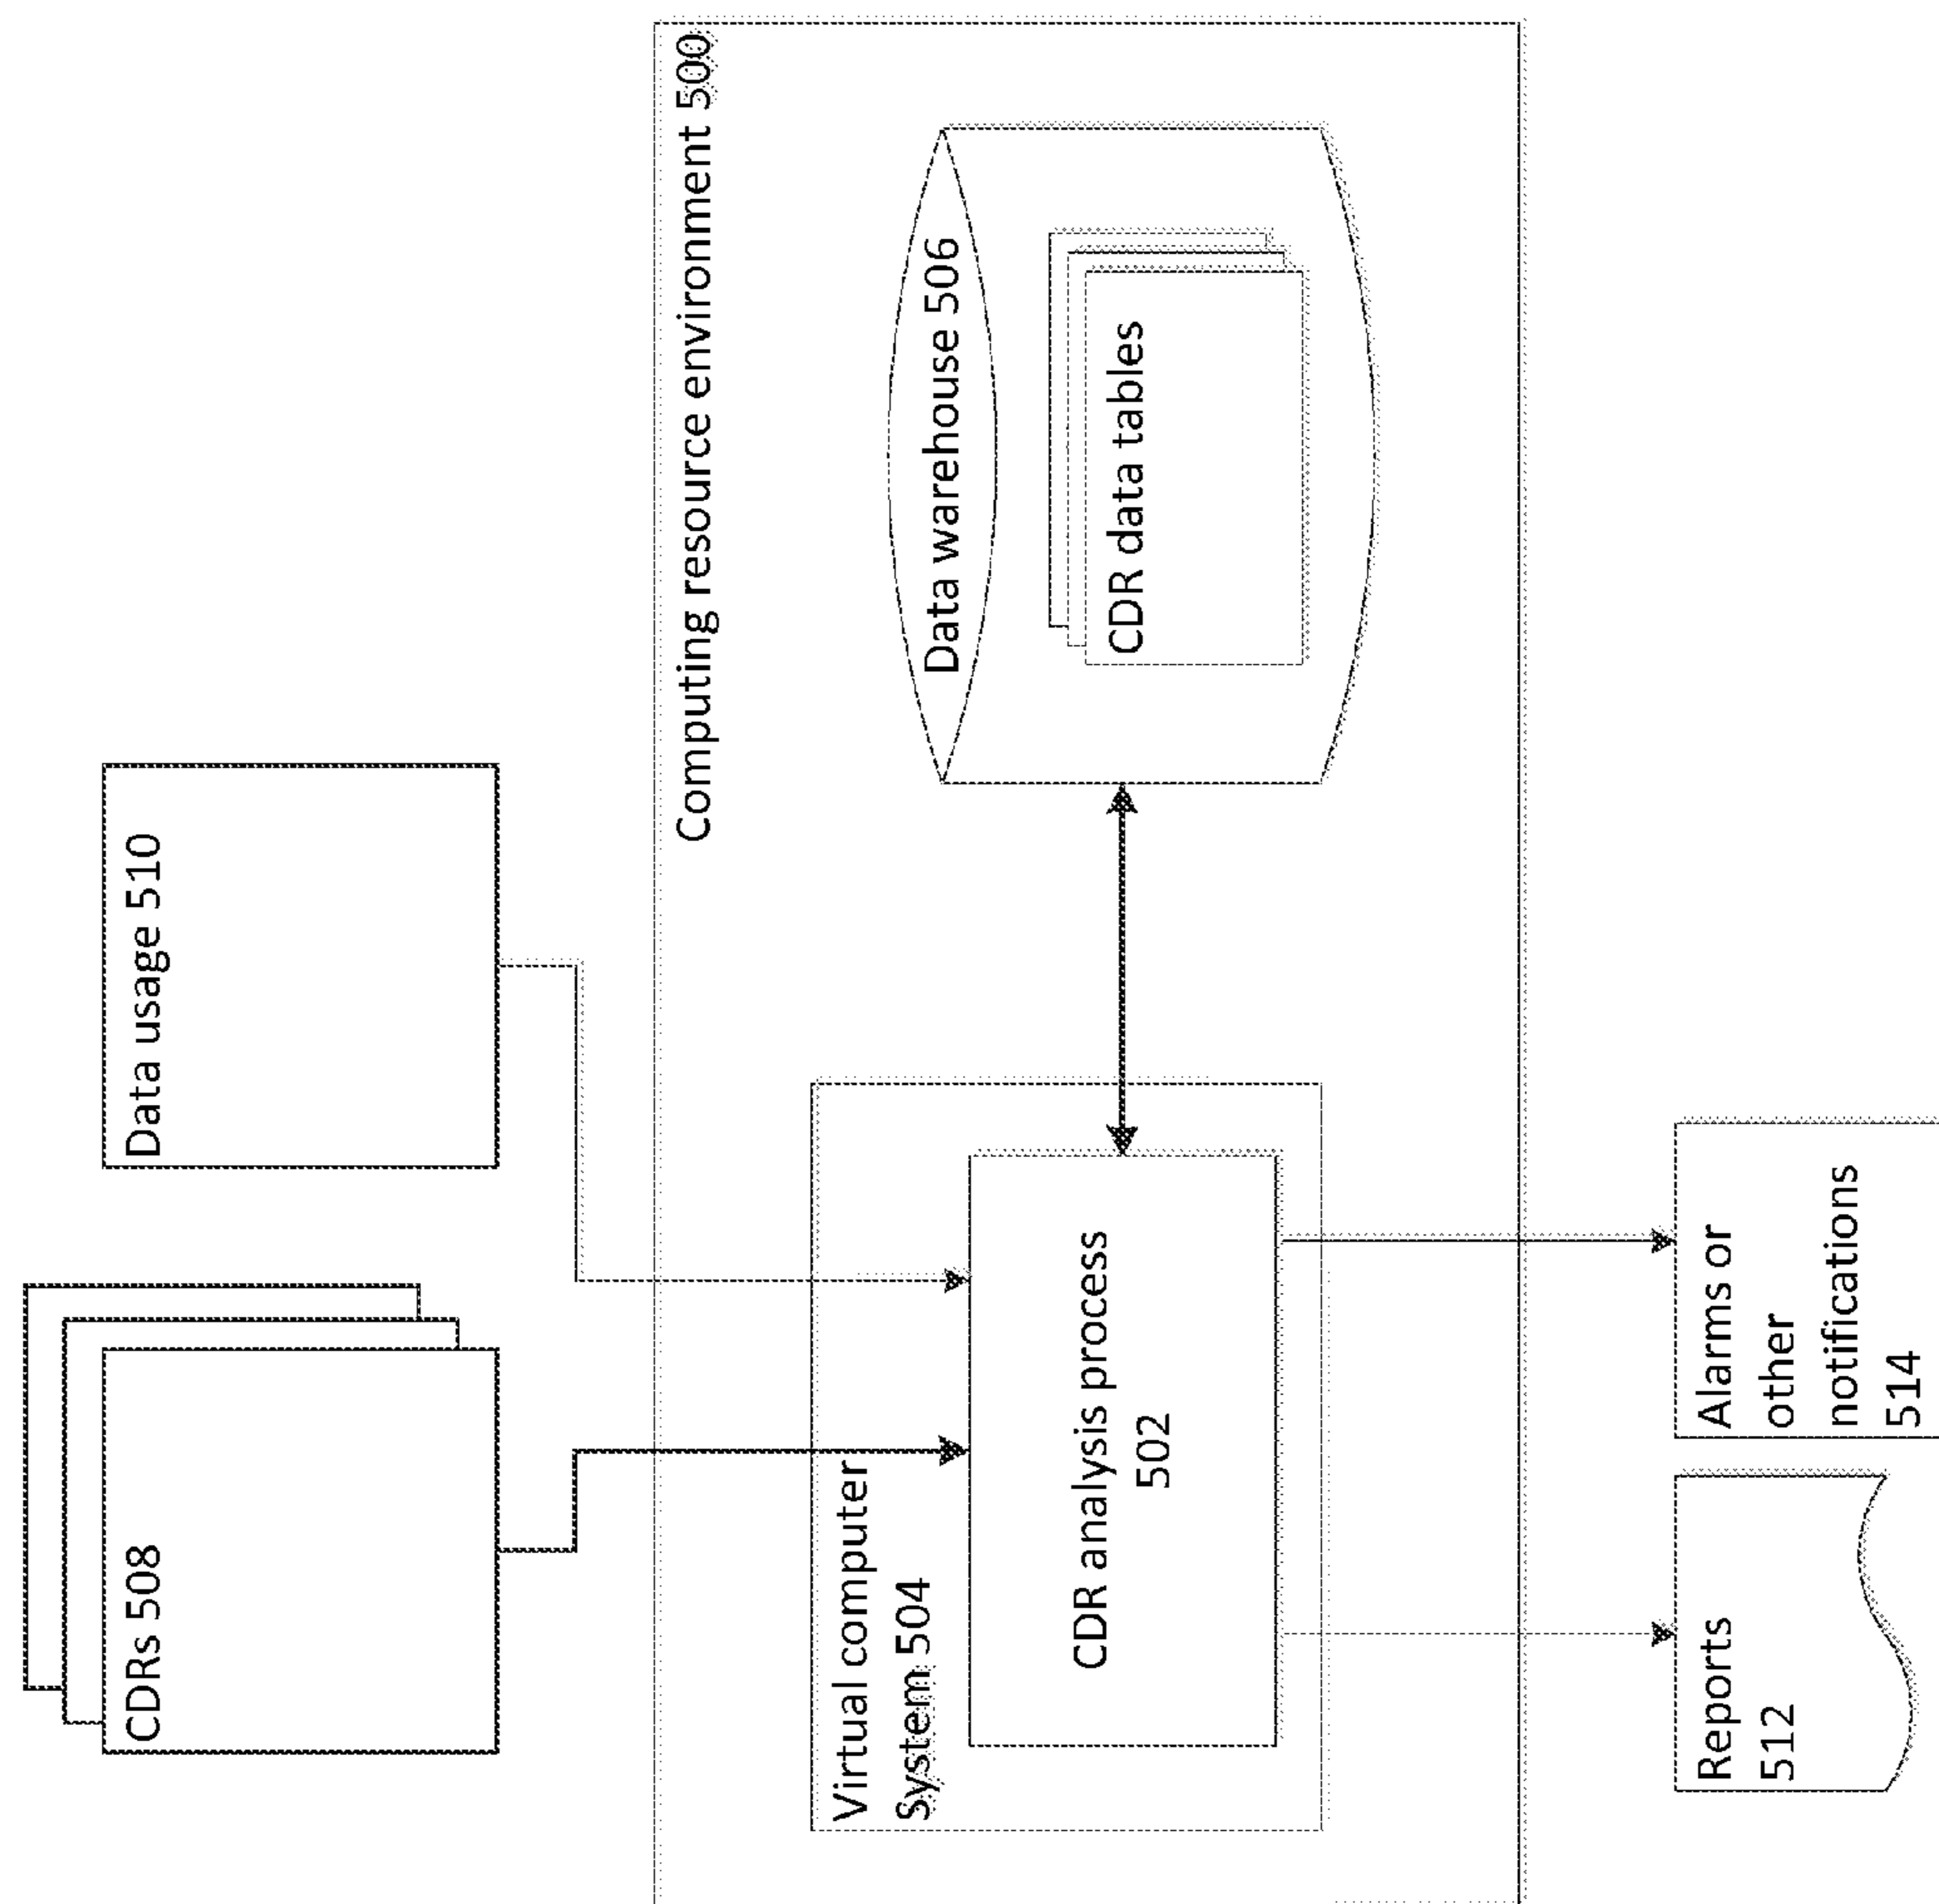 CDRs 508
Data usage 510
Computing resource environment 500
Virtual computer
System 504
CDR analysis process
502
Data warehouse 506
CDR data tables
Reports
512
Alarms or
other
notifications
514